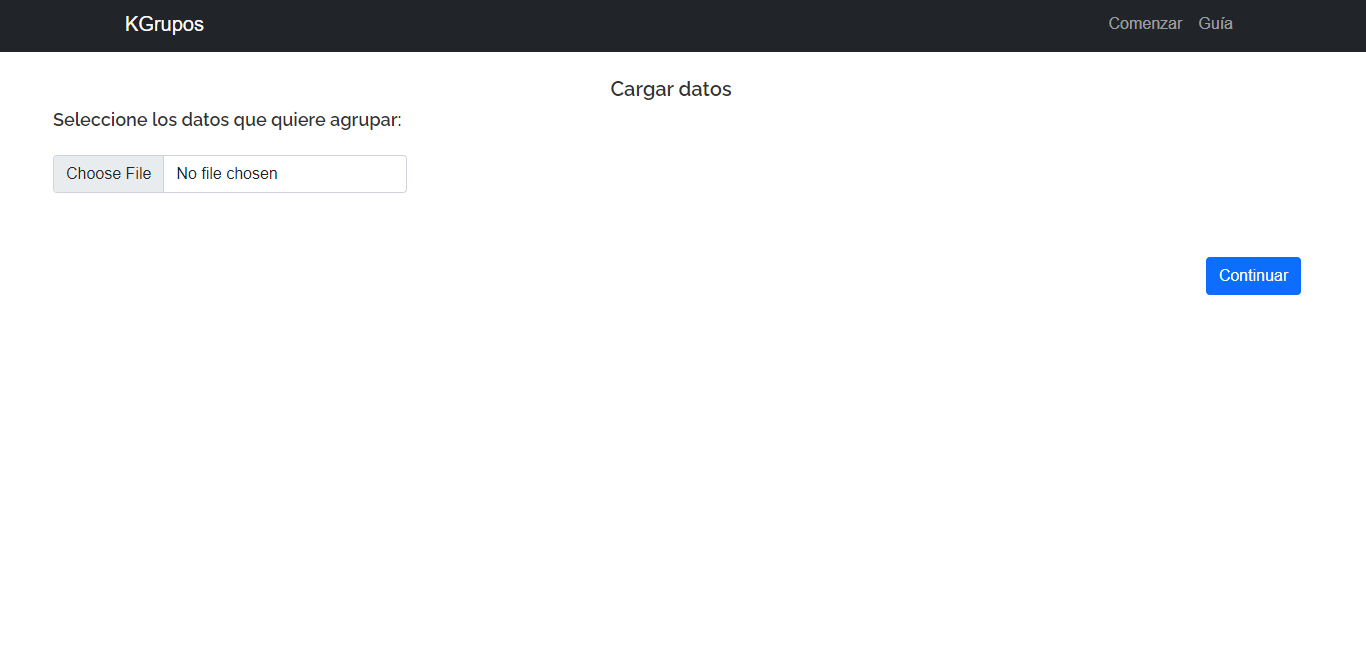 KGrupos Comenzar Guía
Cargar datos
Seleccione los datos que quiere agrupar:
Choose File No file chosen
Continuar